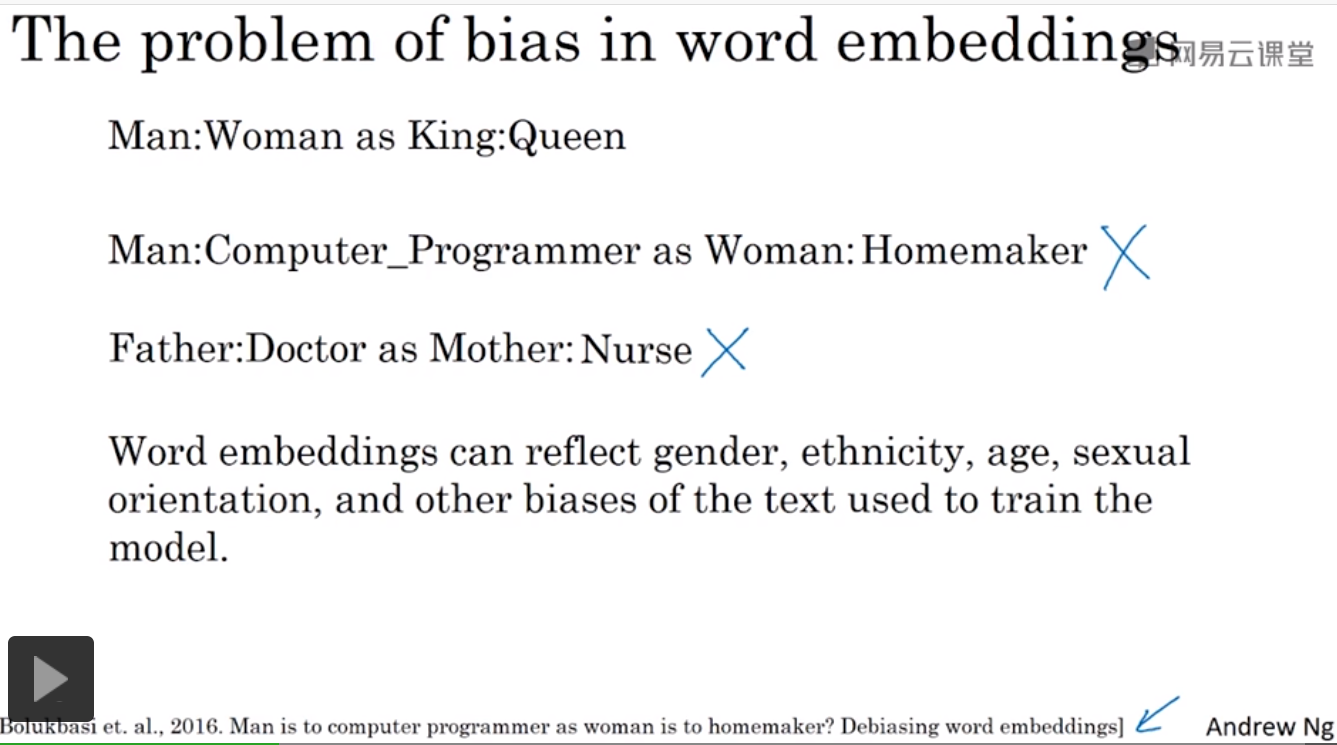 The problem of bias in word embeddings
网易云课堂
Man:Woman as King:Queen
Man:Computer_Programmer as Woman: Homemaker
Father:Doctor as Mother: Nurse
Word embeddings can reflect gender, ethnicity, age, sexual
orientation, and other biases of the text used to train the
model.
Bolukbasi et. al., 2016. Man is to computer programmer as woman is to homemaker? Debiasing word embeddings]
Andrew Ng